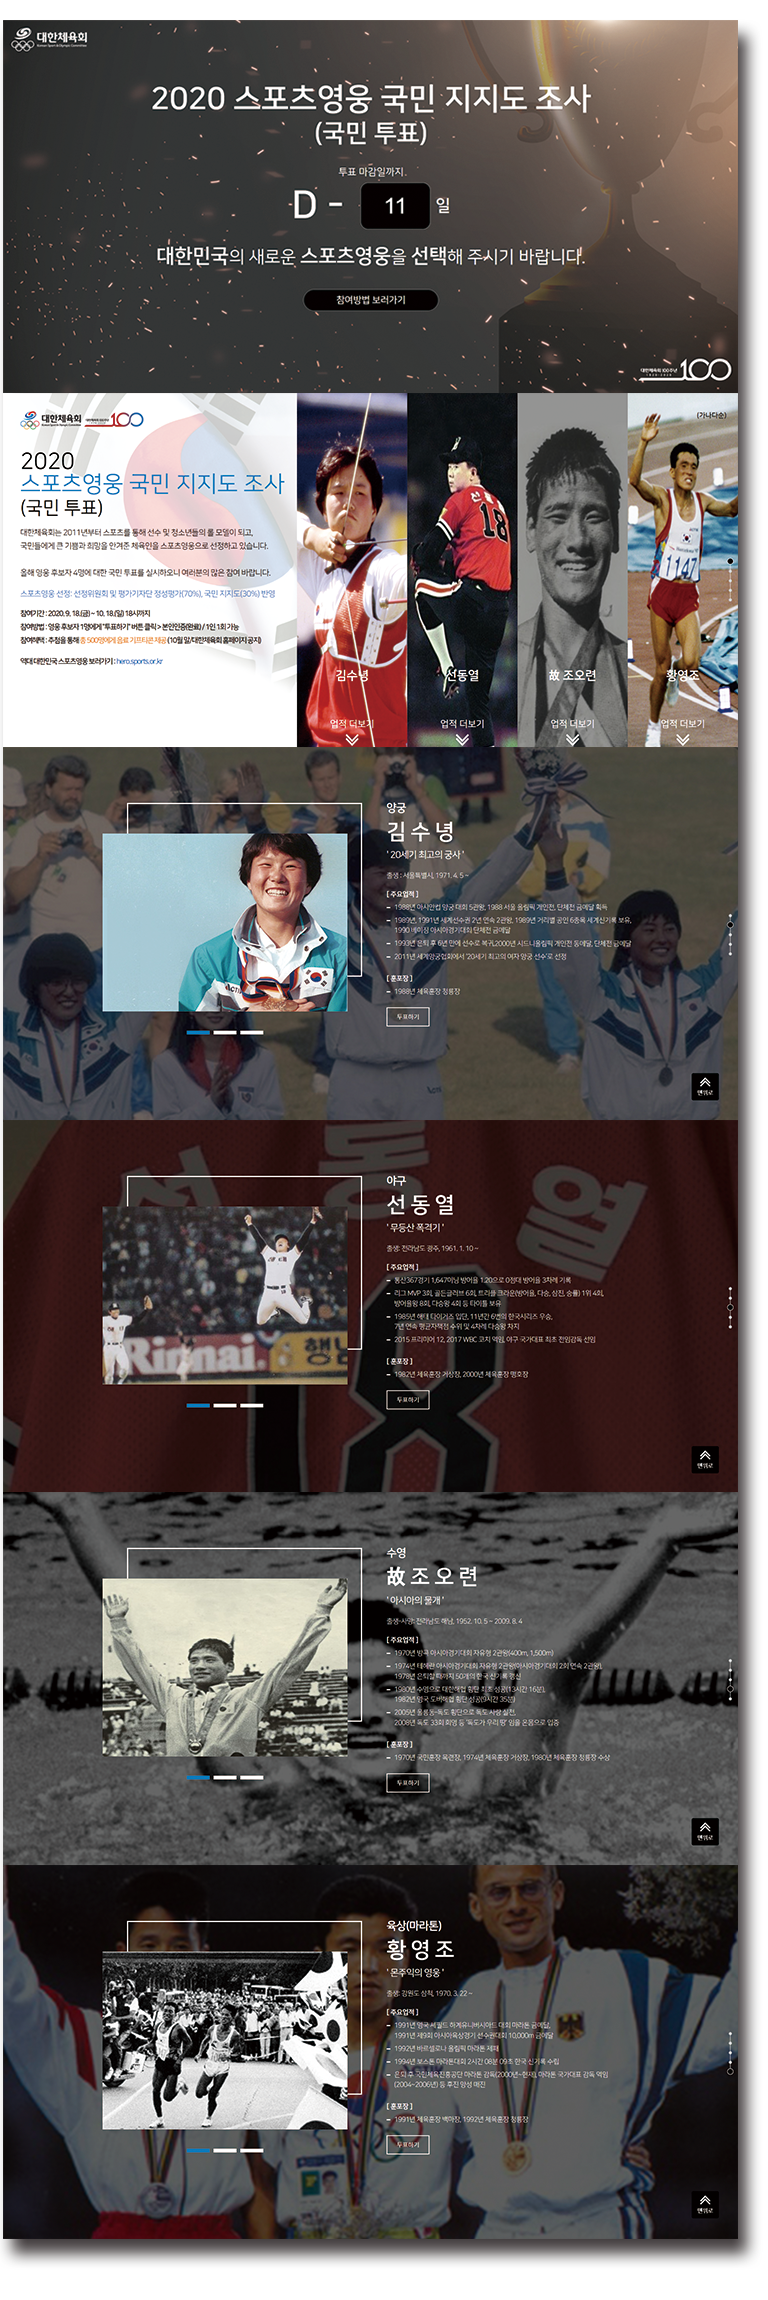 대한체육회
Korean Sport & Olympic Committee
2020 스포츠영웅 국민 지지도 조사
(국민 투표)
투표 마감일까지.
D - 11 일
대한민국의 새로운 스포츠영웅을 선택해 주시기 바랍니다.
참여방법 보러가기
대한체육회 100주년
1920-2020
100
대한체육회
대한체육회 100주년
100
(가나다순)
2020
스포츠영웅 국민 지지도 조사
(국민 투표)
대한체육회는 2011년부터 스포츠를 통해 선수 및 청소년들의 롤 모델이 되고,
국민들에게 큰 기쁨과 희망을 안겨준 체육인을 스포츠영웅으로 선정하고 있습니다.
올해 영웅 후보자 4명에 대한 국민 투표를 실시하오니 여러분의 많은 참여 바랍니다.
스포츠영웅 선정: 선정위원회 및 평가기자단 정성평가(70%), 국민 지지도(30%) 반영
참여기간 : 2020. 9. 18.(금) ~ 10. 18.(일) 18시까지
참여방법 : 영웅 후보자 1명에게 "투표하기" 버튼 클릭 > 본인인증(완료) / 1인 1회 가능
참여혜택 : 추첨을 통해 총 500명에게 음료 기프티콘 제공 (10월 말/대한체육회 홈페이지 공지)
역대 대한민국 스포츠영웅 보러가기 : hero.sports.or.kr
선동열
18
1147
김수녕
선동열
故 조오련
황영조
업적 더보기
업적 더보기
업적 더보기
업적 더보기
양궁
김 수 녕
' 20세기 최고의 궁사 '
출생 : 서울특별시, 1971. 4. 5 ~
[ 주요업적 ]
1988년 아시안컵 양궁 대회 5관왕, 1988 서울 올림픽 개인전, 단체전 금메달 획득
1989년, 1991년 세계선수권 2년 연속 2관왕, 1989년 거리별 공인 6종목 세계신기록 보유,
1990 베이징 아시아경기대회 단체전 금메달
1993년 은퇴 후 6년 만에 선수로 복귀,2000년 시드니올림픽 개인전 동메달, 단체전 금메달
2011년 세계양궁협회에서 '20세기 최고의 여자 양궁 선수'로 선정
[ 훈포장 ]
1988년 체육훈장 청룡장
투표하기
맨위로
야구
선 동 열
' 무등산 폭격기 '
출생: 전라남도 광주, 1961. 1. 10 ~
[ 주요업적 ]
통산367경기 1,647이닝 방어율 1.20으로 0점대 방어율 3차례 기록
리그 MVP 3회, 골든글러브 6회, 트리플 크라운(방어율, 다승, 삼진, 승률) 1위 4회,
방어율왕 8회, 다승왕 4회 등 타이틀 보유
1985년 해태 타이거즈 입단, 11년간 6번의 한국시리즈 우승,
7년 연속 평균자책점 수위 및 4차례 다승왕 차지
2015 프리미어 12, 2017 WBC 코치 역임, 야구 국가대표 최초 전임감독 선임
[ 훈포장 ]
1982년 체육훈장 거상장, 2000년 체육훈장 맹호장
투표하기
Rinnai
맨위로
수영
故 조 오 련
' 아시아의 물개 '
출생-사망: 전라남도 해남, 1952. 10. 5 ~ 2009. 8. 4
[ 주요업적 ]
1970년 방콕 아시아경기대회 자유형 2관왕(400m, 1,500m)
1974년 테헤란 아시아경기대회 자유형 2관왕(아시아경기대회 2회 연속 2관왕)
1978년 은퇴할 때까지 50개의 한국 신기록 경신
1980년 수영으로 대한해협 횡단 최초 성공(13시간 16분),
1982년 영국 도버해협 횡단 성공(9시간 35분)
2005년 울릉동-독도 횡단으로 독도 사랑 실천,
2008년 독도 33회 회영 등 '독도가 우리 땅' 임을 온몸으로 입증
[ 훈포장 ]
1970년 국민훈장 목련장, 1974년 체육훈장 거상장, 1980년 체육훈장 청룡장 수상
투표하기
맨위로
육상(마라톤)
황 영 조
' 몬주익의 영웅 '
출생: 강원도 삼척, 1970. 3. 22 ~
[ 주요업적 ]
1991년 영국 셰필드 하계유니버시아드 대회 마라톤 금메달,
1991년 제9회 아시아육상경기 선수권대회 10,000m 금메달
1992년 바르셀로나 올림픽 마라톤 제패
1994년 보스톤 마라톤대회 2시간 08분 09초 한국 신기록 수립
은퇴 후 국민체육진흥공단 마라톤 감독(2000년~현재), 마라톤 국가대표 감독 역임
(2004~2006년) 등 후진 양성 매진
[ 훈포장 ]
1991년 체육훈장 백마장, 1992년 체육훈장 청룡장
투표하기
맨위로